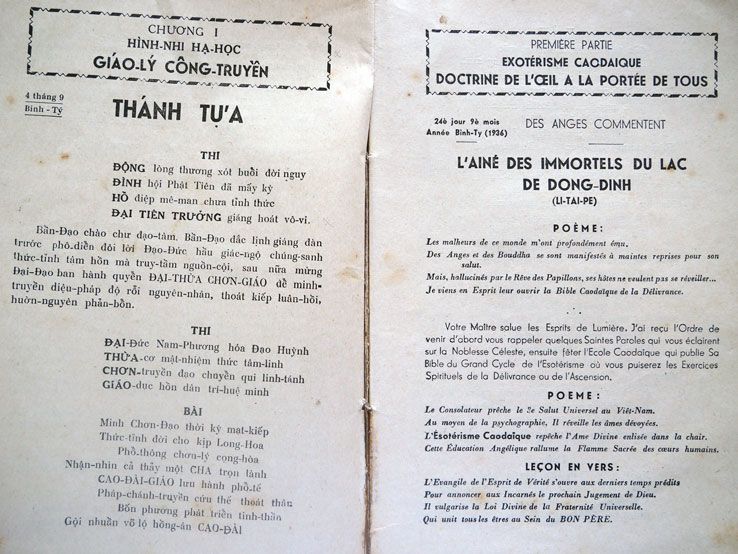 CHƯƠNG I
HÌNH-NHI HẠ-HỌC
GIÁO-LÝ CÔNG-TRUYỀN
4 tháng 9
Bính - Tý
THÁNH TỰA
THI
ĐỘNG lòng thương xót buổi đời nguy
ĐÌNH hội Phật Tiên đã mấy kỳ
HỒ điệp mê-man chưa tỉnh thức
ĐẠI TIÊN TRƯỞNG giáng hoát vô-vi.
Bần-Đạo chào chư đạo-tâm. Bần-Đạo đắc lịnh giáng đàn
trước phô-diễn đôi lời Đạo-Đức hầu giác-ngộ chúng-sanh
thức-tỉnh tâm hồn mà truy-tầm nguồn-cội, sau nữa mừng
Đại-Đạo ban hành quyển ĐẠI-THỪA CHƠN-GIÁO để minh-
truyền diệu-pháp độ rỗi nguyên-nhân, thoát kiếp luân-hồi,
huờn-nguyên phản-bổn.
THI
ĐẠI-Đức Nam-Phương hóa Đạo Huỳnh
THỪA-cơ mật-nhiệm thức tâm-linh
CHƠN-truyền đạo chuyển qui linh-tánh
GIÁO-dục hồn dân trí-huệ minh
BÀI
Minh Chơn-Đạo thời kỳ mạt-kiếp
Thức-tỉnh đời cho kịp Long-Hoa
Phổ-thông chơn-lý cộng-hòa
Nhận-nhìn cả thảy một CHA trọn lành
CAO-ĐÀI-GIÁO lưu hành phổ-tế
Pháp-chánh-truyền cứu thế thoát thân
Bổn phương phát triển tinh-thần
Gội nhuần võ lộ hồng-ân CAO-ĐÀI
PREMIÈRE PARTIE
EXOTÉRISME CAODAIQUE
DOCTRINE DE L'ŒIL A LA PORTÉE DE TOUS
24è jour 9è mois
Année Binh-Ty (1936)
DES ANGES COMMENTENT
L'AINÉ DES IMMORTELS DU LAC
DE DONG-DINH
(LI-TAI-PE)
POÈME:
Les malheurs de ce monde m'ont profondément ému.
Des Anges et des Bouddha se sont manifestés à maintes reprises pour son
salut.
Mais, hallucinés par le Rêve des Papillons, ses hôtes ne veulent pas se réveiller...
Je viens en Esprit leur ouvrir la Bible Caodaïque de la Délivrance.
. . .
Votre Maître salue les Esprits de Lumière. J'ai reçu l'Ordre de
venir d'abord vous rappeler quelques Saintes Paroles qui vous éclairent
sur la Noblesse Céleste, ensuite fêter l'Ecole Caodaïque qui publie Sa
Bible du Grand Cycle de l'Esotérisme où vous puiserez les Exercices
Spirituels de la Délivrance ou de l'Ascension.
POEME:
Le Consolateur prêche le 3e Salut Universel au Viêt-Nam.
Au moyen de la psychographie, Il réveille les âmes dévoyées.
L'Ésotérisme Caodaïque repêche l'Ame Divine enlisée dans la chair.
Cette Éducation Angélique rallume la Flamme Sacrée des cœurs humains.
LEÇON EN VERS:
L'Evangile de l'Esprit de Vérité s'ouvre aux derniers temps prédits
Pour annoncer aux Incarnés le prochain Jugement de Dieu.
Il vulgarise la Loi Divine de la Fraternité Universelle.
Qui unit tous les êtres au Sein du BON PÈRE.